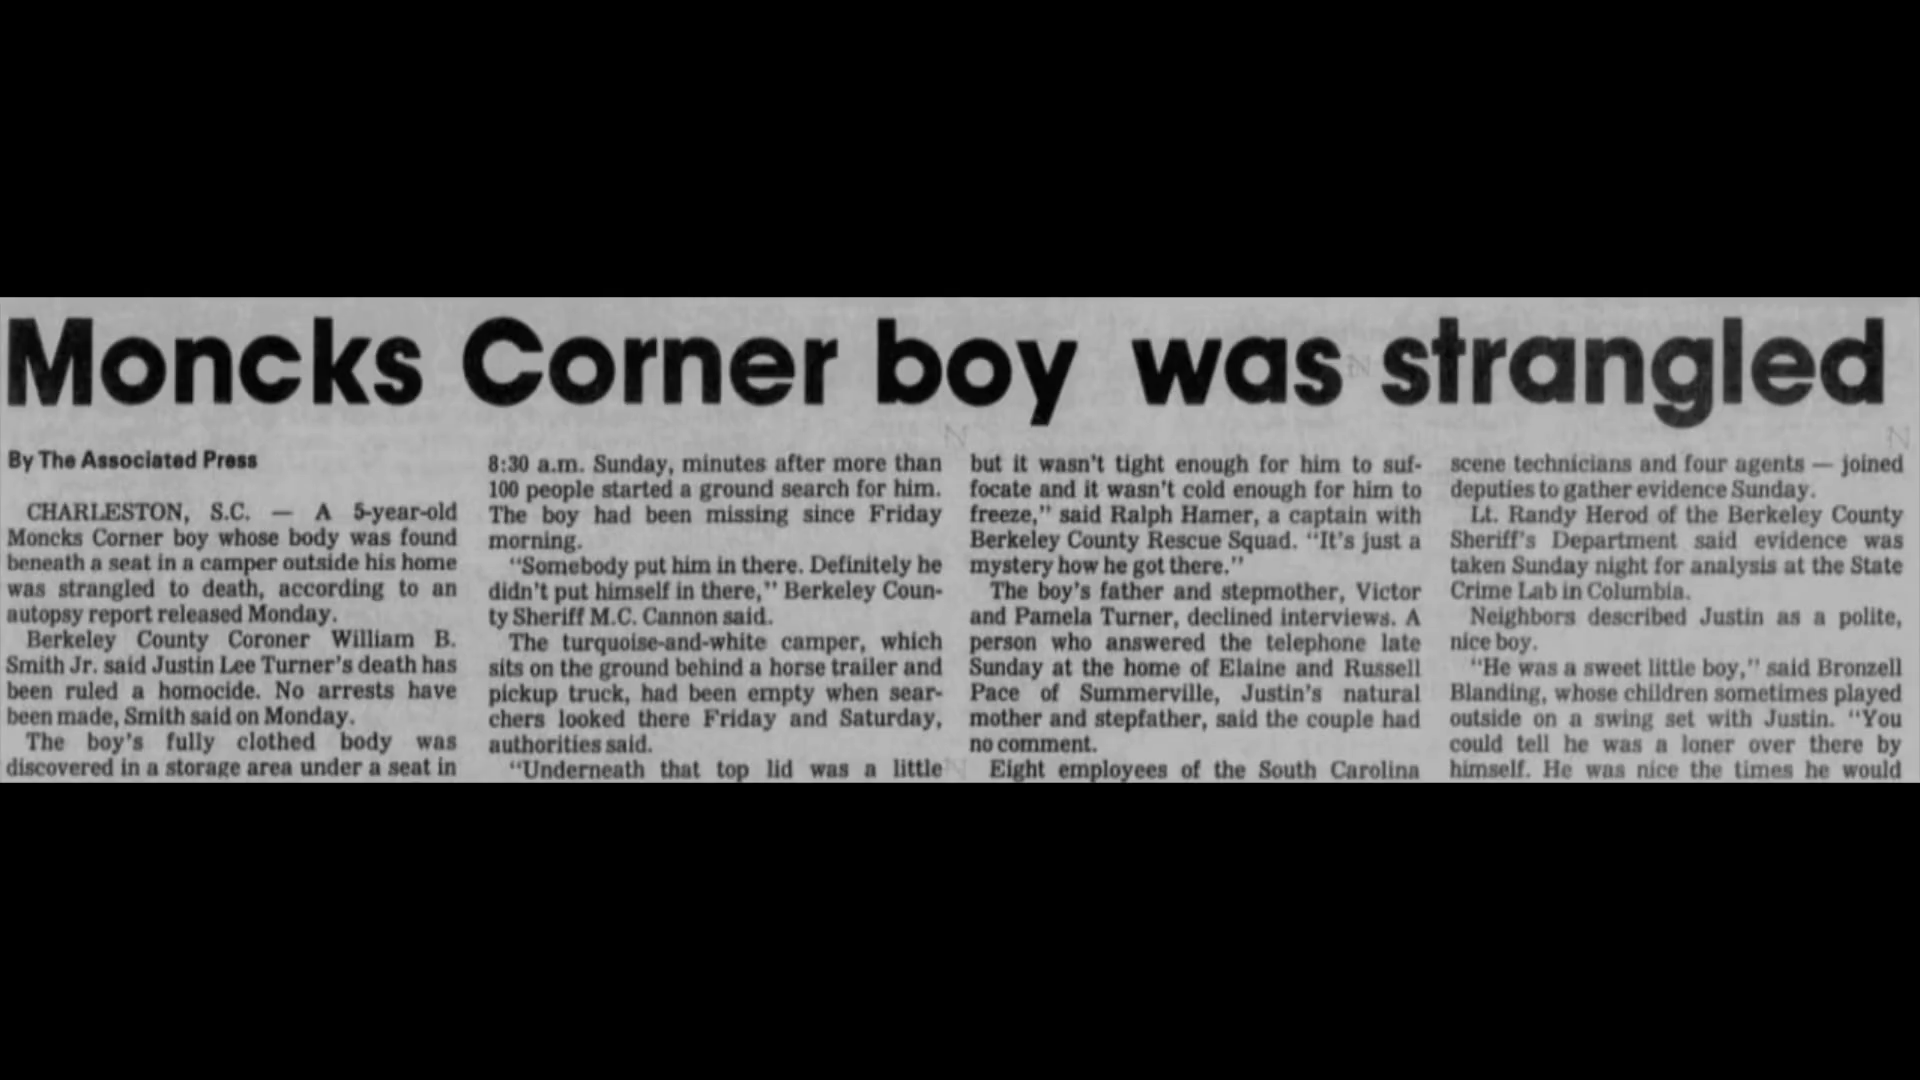 Moncks Corner boy was strangled
By The Associated Press
CHARLESTON, S.C. — A 5-year-old
Moncks Corner boy whose body was found
beneath a seat in a camper outside his home
was strangled to death, according to an
autopsy report released Monday.
Berkeley County Coroner William B.
Smith Jr. said Justin Lee Turner's death has
been ruled a homocide. No arrests have
been made, Smith said on Monday.
The boy's fully clothed body was
discovered in a storage area under a seat in
8:30 a.m. Sunday, minutes after more than
100 people started a ground search for him.
The boy had been missing since Friday
morning.
"Somebody put him in there. Definitely he
didn't put himself in there," Berkeley Coun-
ty Sheriff M.C. Cannon said.
The turquoise-and-white camper, which
sits on the ground behind a horse trailer and
pickup truck, had been empty when sear-
chers looked there Friday and Saturday,
authorities said.
"Underneath that top lid was a little
but it wasn't tight enough for him to suf-
focate and it wasn't cold enough for him to
freeze," said Ralph Hamer, a captain with
Berkeley County Rescue Squad. "It's just a
mystery how he got there."
The boy's father and stepmother, Victor
and Pamela Turner, declined interviews. A
person who answered the telephone late
Sunday at the home of Elaine and Russell
Pace of Summerville, Justin's natural
mother and stepfather, said the couple had
no comment.
Eight employees of the South Carolina
scene technicians and four agents — joined
deputies to gather evidence Sunday.
Lt. Randy Herod of the Berkeley County
Sheriff's Department said evidence was
taken Sunday night for analysis at the State
Crime Lab in Columbia.
Neighbors described Justin as a polite,
nice boy.
"He was a sweet little boy," said Bronzell
Blanding, whose children sometimes played
outside on a swing set with Justin. "You
could tell he was a loner over there by
himself. He was nice the times he would